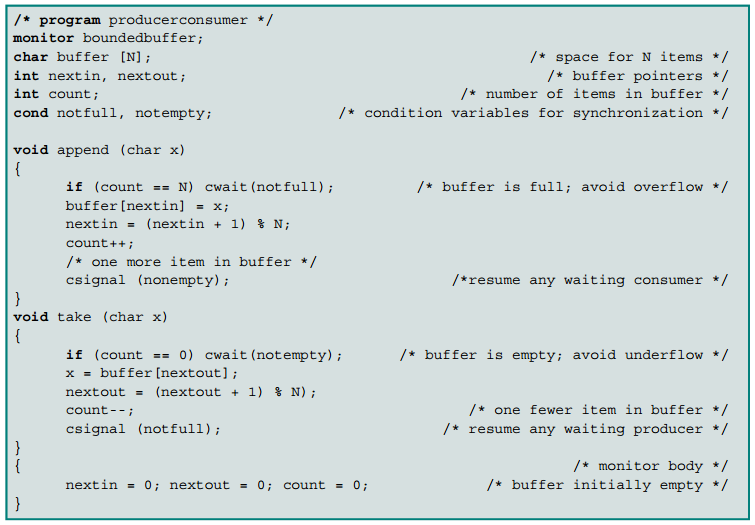 /* program producerconsumer */
monitor boundedbuffer;
char buffer [N]; /* space for N items */
int nextin, nextout; /* buffer pointers */
int count; /* number of items in buffer */
cond notfull, notempty; /* condition variables for synchronization */
void append (char x)
{
if (count == N) cwait(notfull); /* buffer is full; avoid overflow */
buffer[nextin] = x;
nextin = (nextin + 1) % N;
count++;
/* one more item in buffer */
csignal (nonempty); /*resume any waiting consumer */
}
void take (char x)
{
if (count == 0) cwait(notempty); /* buffer is empty; avoid underflow */
x = buffer[nextout];
nextout = (nextout + 1) % N);
count--; /* one fewer item in buffer */
csignal (notfull); /* resume any waiting producer */
}
{ /* monitor body */
nextin = 0; nextout = 0; count = 0; /* buffer initially empty */
}